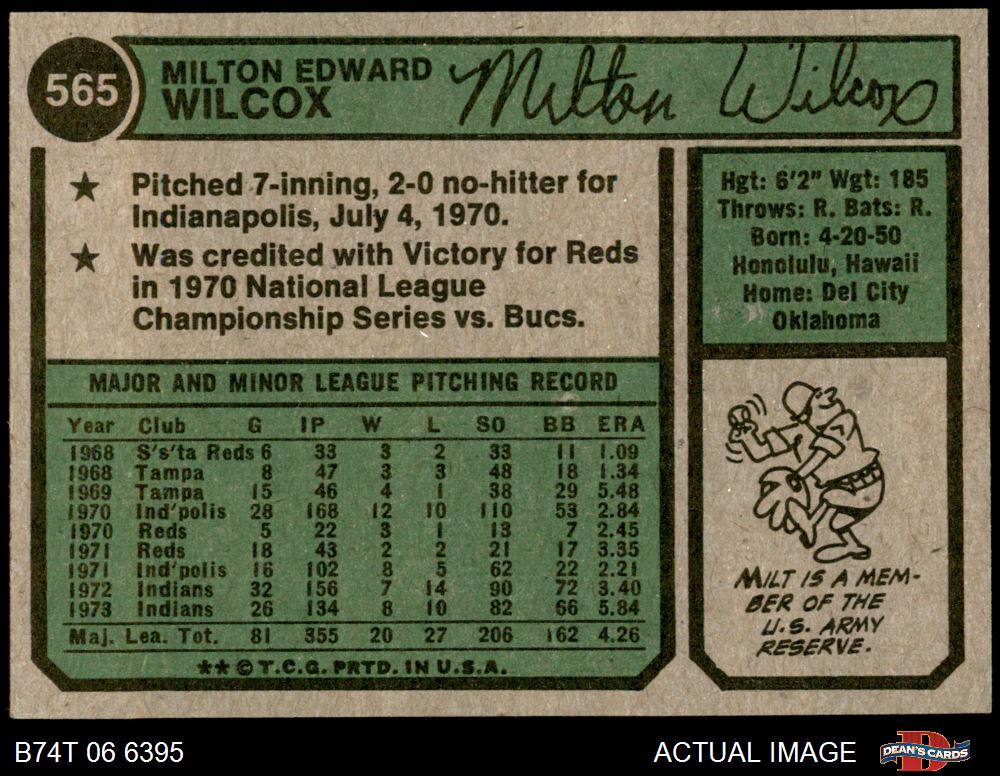 565
MILTON EDWARD
WILCOX
Milton Wilcox
★ Pitched 7-inning, 2-0 no-hitter for
Indianapolis, July 4, 1970.
★ Was credited with Victory for Reds
in 1970 National League
Championship Series vs. Bucs.
Hgt: 6'2" Wgt: 185
Throws: R. Bats: R.
Born: 4-20-50
Honolulu, Hawaii
Home: Del City
Oklahoma
MAJOR AND MINOR LEAGUE PITCHING RECORD
Year Club G IP W L SO BB ERA
1968 S's'ta Reds 6 33 3 2 33 11 1.09
1968 Tampa 8 47 3 3 48 18 1.34
1969 Tampa 15 46 4 1 38 29 5.48
1970 Ind'polis 28 168 12 10 110 53 2.84
1970 Reds 5 22 3 1 13 7 2.45
1971 Reds 18 43 2 2 21 17 3.35
1971 Ind'polis 16 102 8 5 62 22 2.21
1972 Indians 32 156 7 14 90 72 3.40
1973 Indians 26 134 8 10 82 66 5.84
Maj. Lea. Tot. 81 355 20 27 206 162 4.26
★★ © T.C.G. PRTD. IN U.S.A.
MILT IS A MEM-
BER OF THE
U.S. ARMY
RESERVE.
B74T 06 6395
ACTUAL IMAGE
DEAN'S CARDS